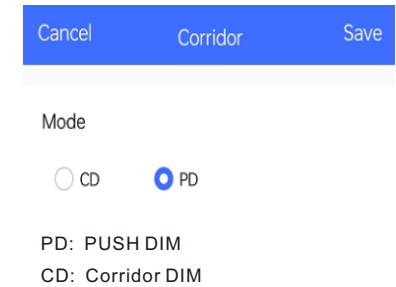 Cancel Corridor Save
Mode
CD PD
PD: PUSH DIM
CD: Corridor DIM